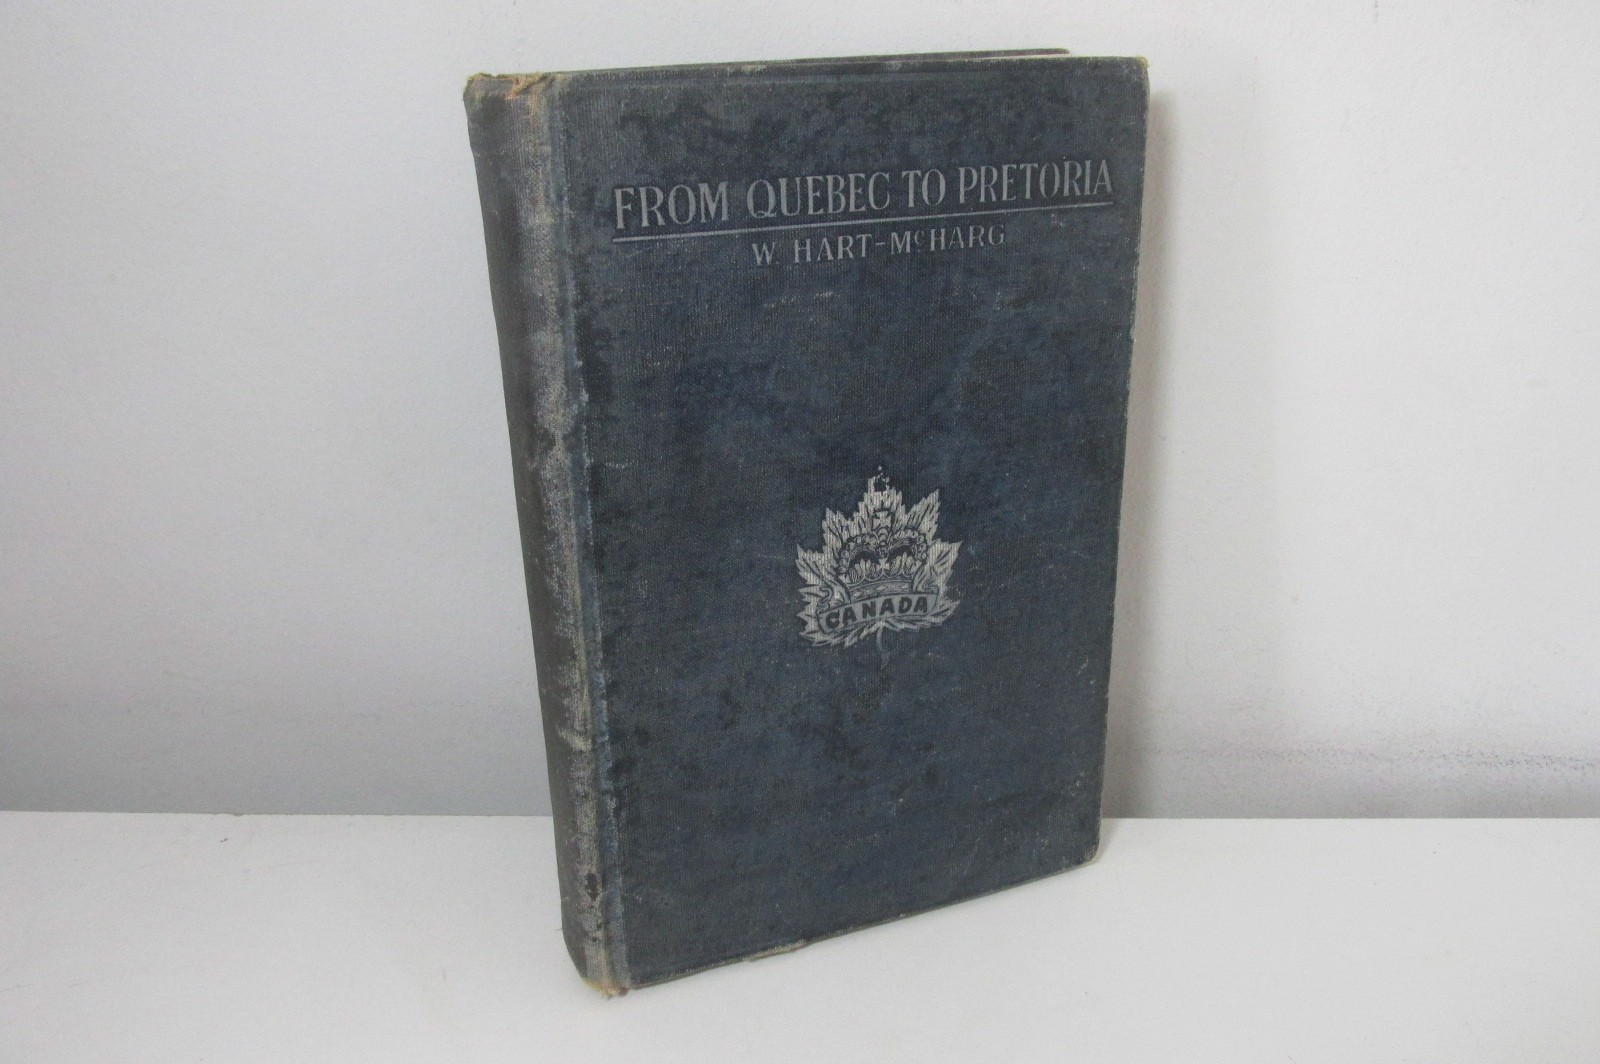 FROM QUEBEC TO PRETORIA
W. HART-McHARG
CANADA